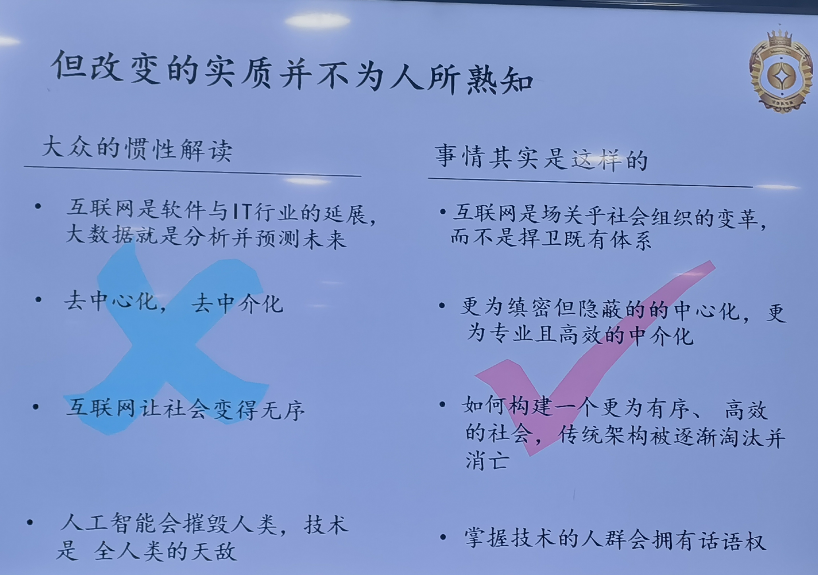 但改变的实质并不为人所熟知
大众的惯性解读
• 互联网是软件与IT行业的延展，
大数据就是分析并预测未来
• 去中心化， 去中介化
• 互联网让社会变得无序
• 人工智能会摧毁人类，技术
是 全人类的天敌
事情其实是这样的
• 互联网是场关乎社会组织的变革，
而不是捍卫既有体系
• 更为缜密但隐蔽的的中心化，更
为专业且高效的中介化
• 如何构建一个更为有序、 高效
的社会，传统架构被逐渐淘汰并
消亡
• 掌握技术的人群会拥有话语权